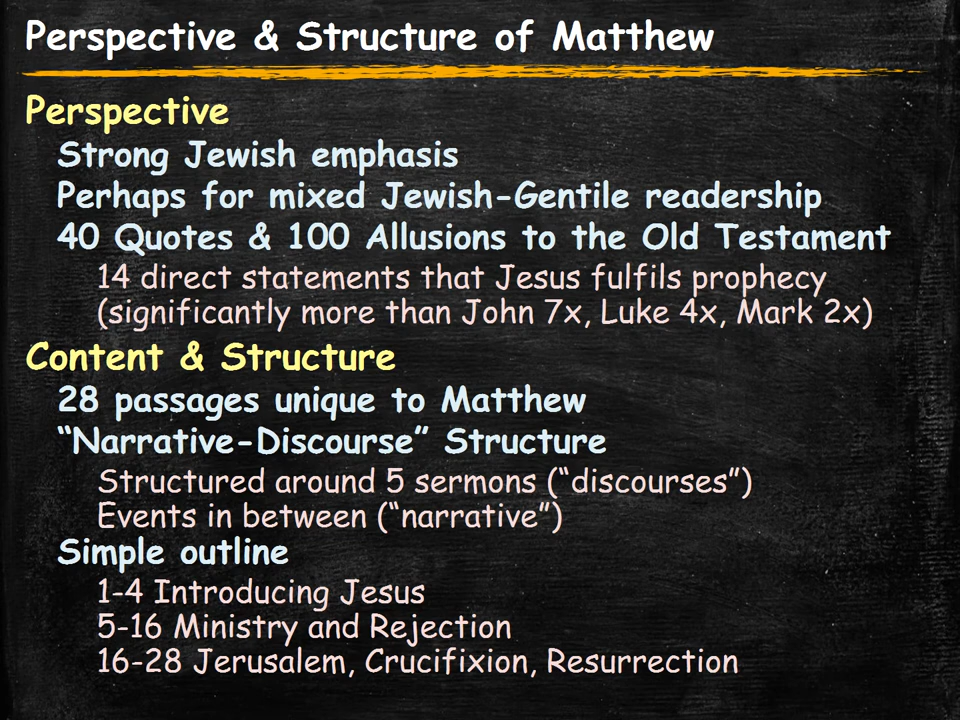 Perspective & Structure of Matthew
Perspective
Strong Jewish emphasis
Perhaps for mixed Jewish-Gentile readership
40 Quotes & 100 Allusions to the Old Testament
14 direct statements that Jesus fulfils prophecy
(significantly more than John 7x, Luke 4x, Mark 2x)
Content & Structure
28 passages unique to Matthew
“Narrative-Discourse” Structure
Structured around 5 sermons (“discourses”)
Events in between (“narrative”)
Simple outline
1-4 Introducing Jesus
5-16 Ministry and Rejection
16-28 Jerusalem, Crucifixion, Resurrection